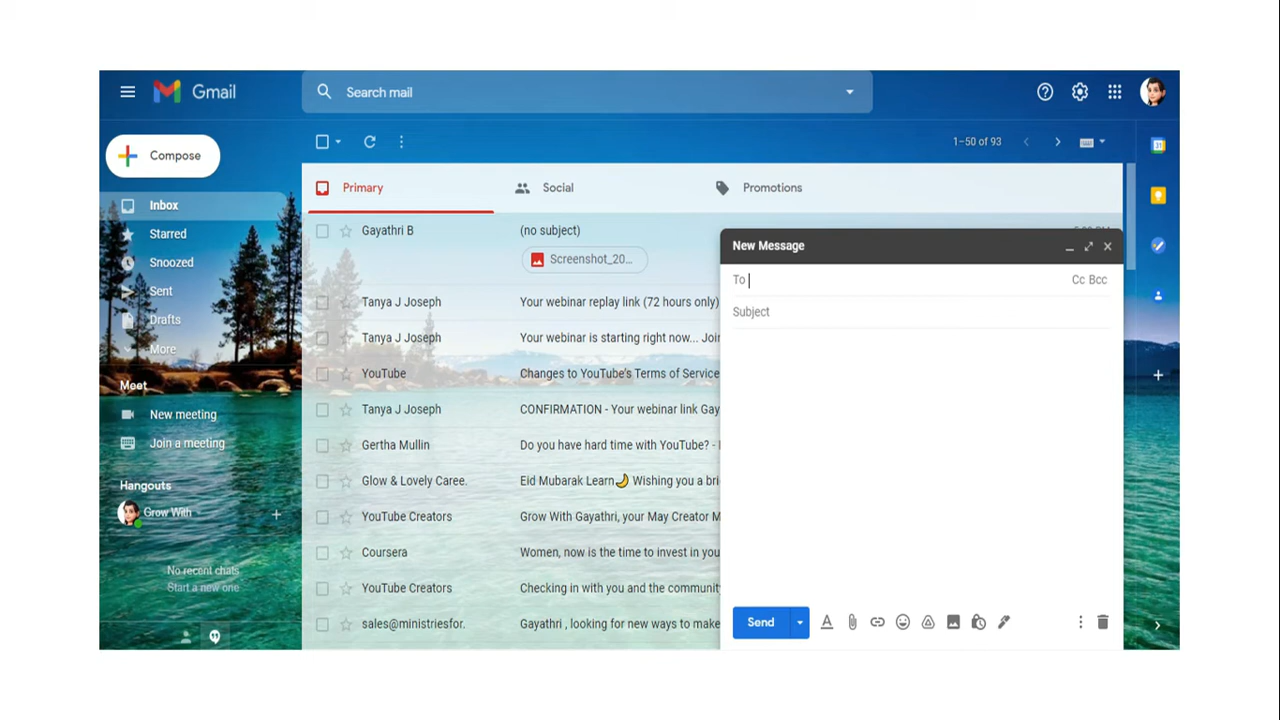 Gmail
Search mail
Compose
1–50 of 93
Primary
Social
Promotions
Inbox
Starred
Snoozed
Sent
Drafts
More
Meet
New meeting
Join a meeting
Hangouts
Grow With
No recent chats
Start a new one
Gayathri B (no subject)
Screenshot_20...
Tanya J Joseph Your webinar replay link (72 hours only)
Tanya J Joseph Your webinar is starting right now... Join
YouTube Changes to YouTube's Terms of Service
Tanya J Joseph CONFIRMATION - Your webinar link Gay
Gertha Mullin Do you have hard time with YouTube? -
Glow & Lovely Caree. Eid Mubarak Learn🌙 Wishing you a bri
YouTube Creators Grow With Gayathri, your May Creator M
Coursera Women, now is the time to invest in you
YouTube Creators Checking in with you and the community
sales@ministriesfor. Gayathri , looking for new ways to make
New Message
To Cc Bcc
Subject
Send
31